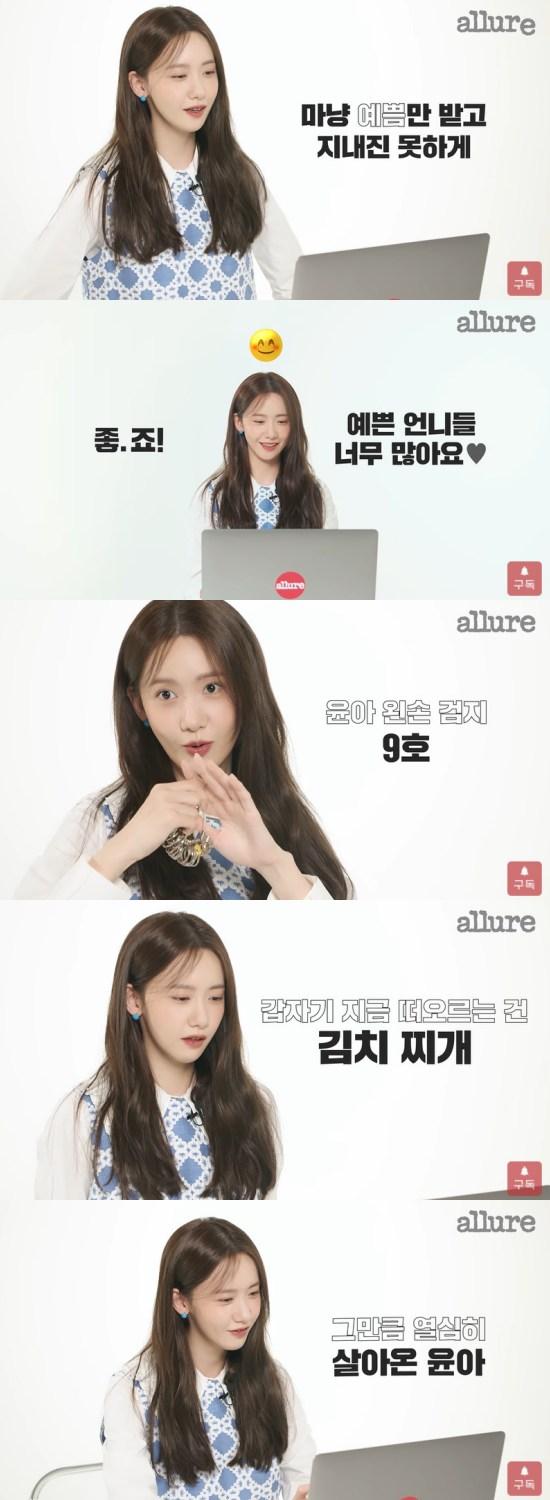 allure
마냥 예쁨만 받고
지내진 못하게
구독
allure
좋.죠!
예쁜 언니들
너무 많아요♥
allure
구독
allure
윤아 왼손 검지
9호
구독
allure
갑자기 지금 떠오르는 건
김치 찌개
구독
allure
그만큼 열심히
살아온 윤아
구독